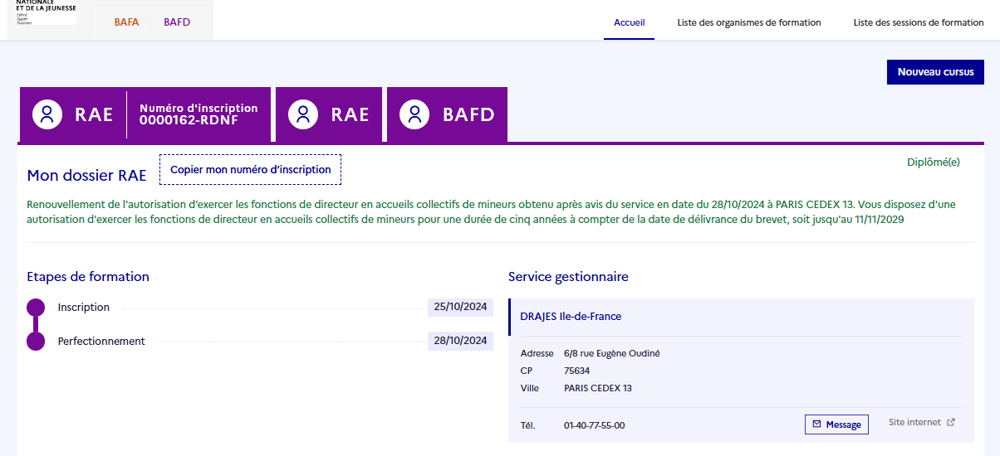 NATIONALE
ET DE LA JEUNESSE
Liberté
Égalité
Fraternité
BAFA BAFD
Accueil Liste des organismes de formation Liste des sessions de formation
Nouveau cursus
RAE Numéro d'inscription
0000162-RDNF
RAE
BAFD
Mon dossier RAE Copier mon numéro d’inscription Diplômé(e)
Renouvellement de l'autorisation d’exercer les fonctions de directeur en accueils collectifs de mineurs obtenu après avis du service en date du 28/10/2024 à PARIS CEDEX 13. Vous disposez d'une
autorisation d'exercer les fonctions de directeur en accueils collectifs de mineurs pour une durée de cinq années à compter de la date de délivrance du brevet, soit jusqu'au 11/11/2029
Etapes de formation
Inscription 25/10/2024
Perfectionnement 28/10/2024
Service gestionnaire
DRAJES Ile-de-France
Adresse 6/8 rue Eugène Oudiné
CP 75634
Ville PARIS CEDEX 13
Tél. 01-40-77-55-00 Message Site internet